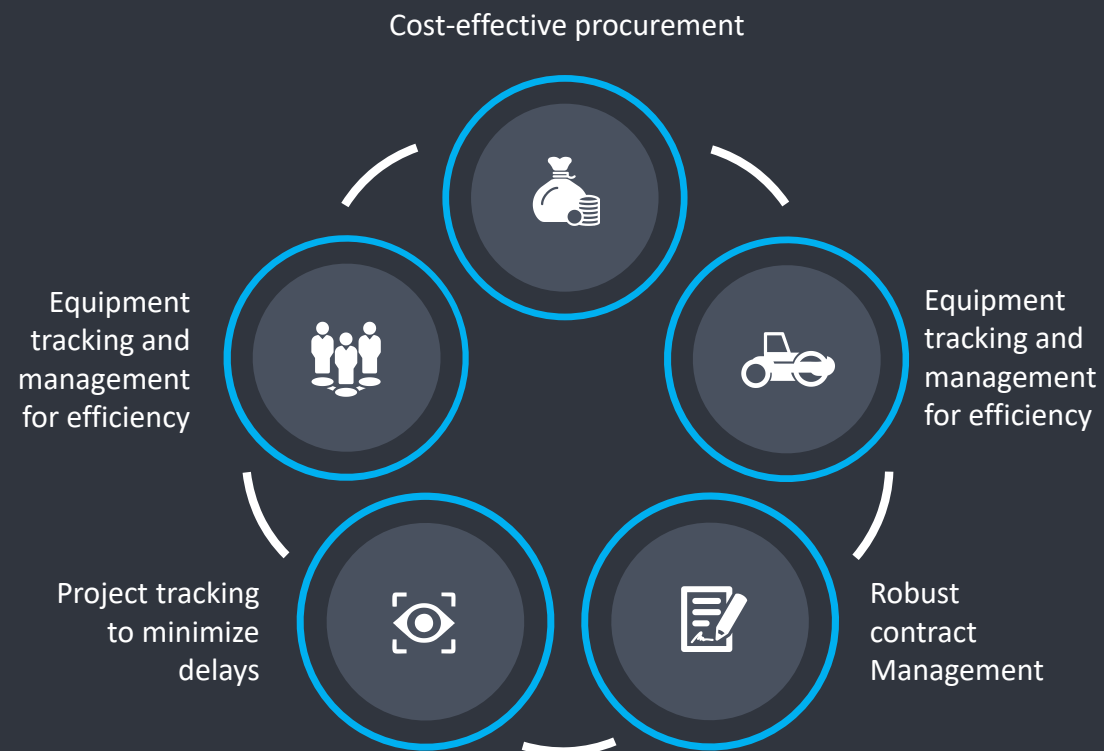 Cost-effective procurement
Equipment
tracking and
management
for efficiency
Equipment
tracking and
management
for efficiency
Project tracking
to minimize
delays
Robust
contract
Management